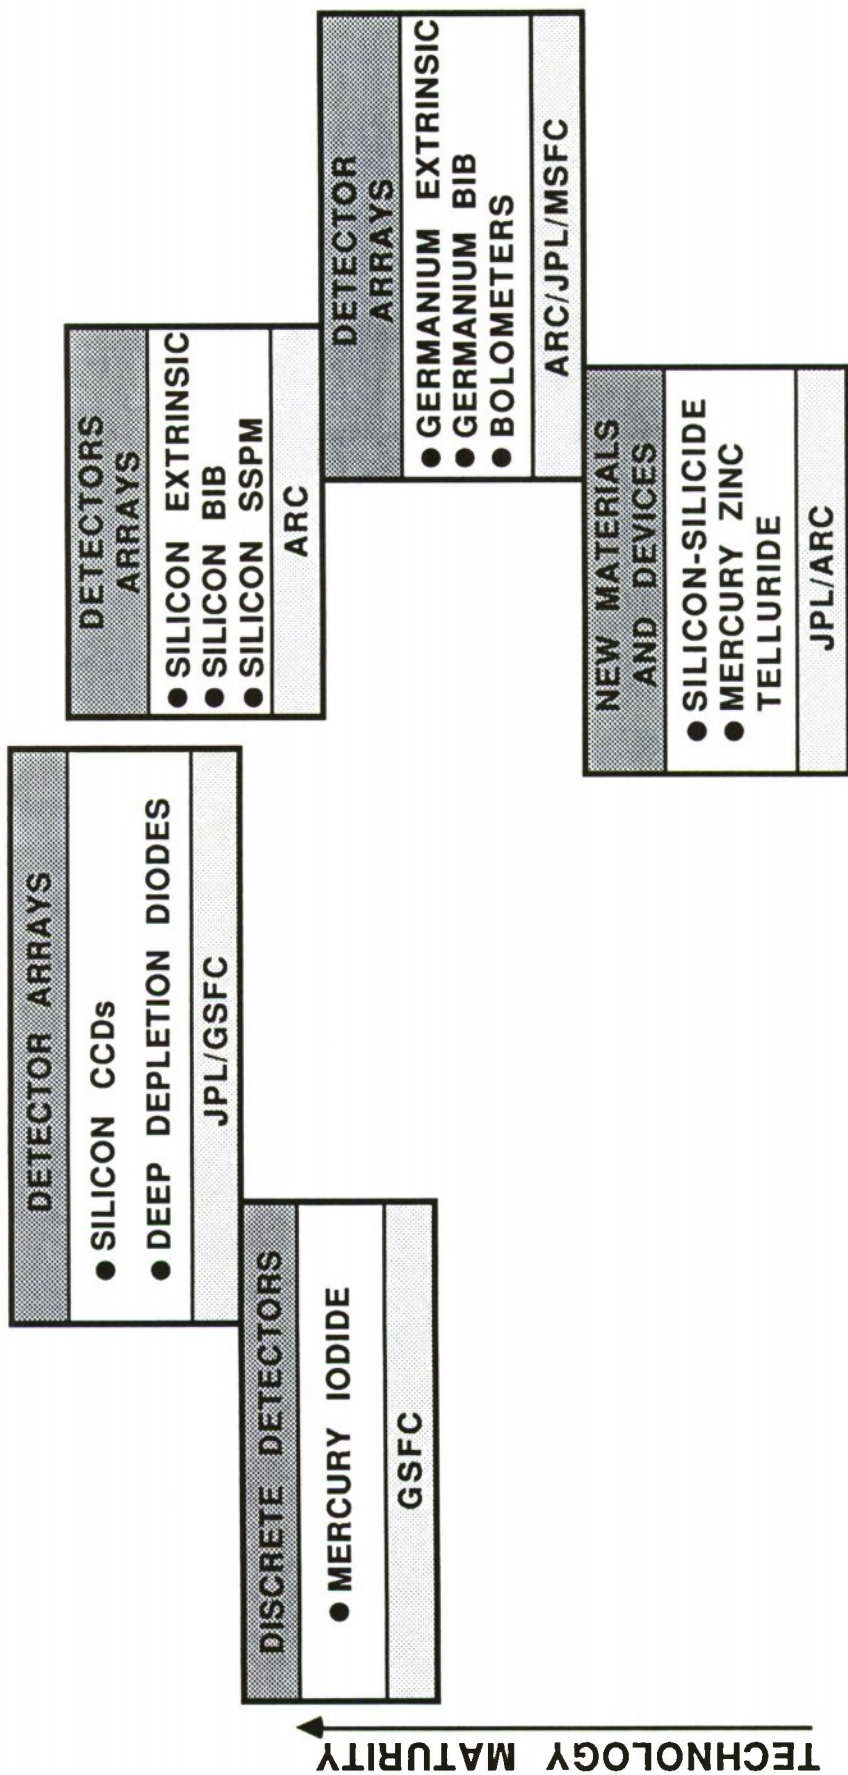 DETECTOR ARRAYS
● SILICON CCDs
● DEEP DEPLETION DIODES
JPL/GSFC
DISCRETE DETECTORS
● MERCURY IODIDE
GSFC
DETECTORS
ARRAYS
● SILICON EXTRINSIC
● SILICON BIB
● SILICON SSPM
ARC
DETECTOR
ARRAYS
● GERMANIUM EXTRINSIC
● GERMANIUM BIB
● BOLOMETERS
ARC/JPL/MSFC
NEW MATERIALS
AND DEVICES
● SILICON-SILICIDE
● MERCURY ZINC
TELLURIDE
JPL/ARC
TECHNOLOGY MATURITY